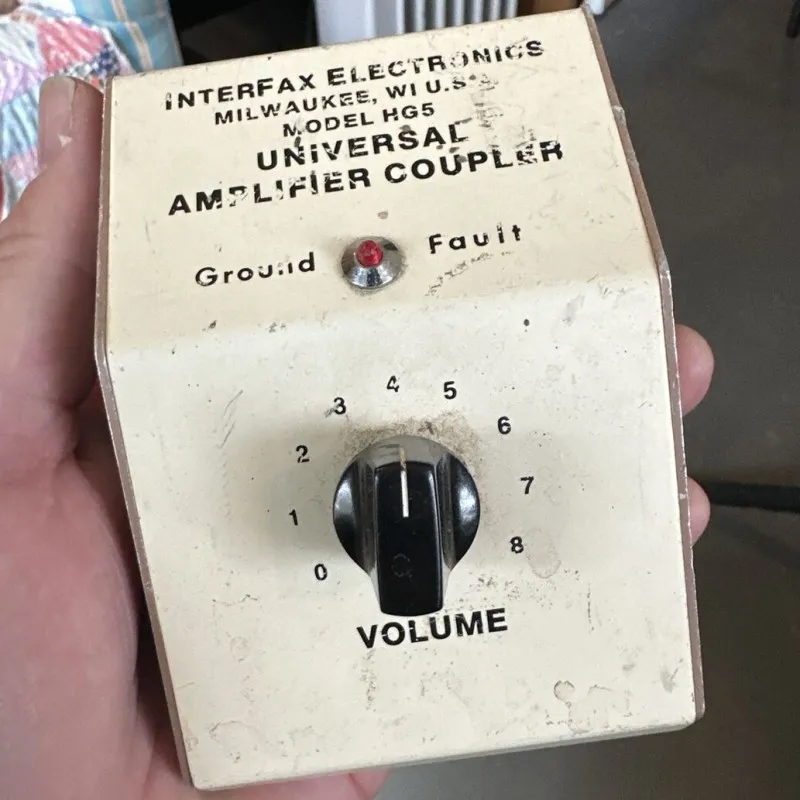 INTERFAX ELECTRONICS
MILWAUKEE, WI U.S.
MODEL HG5
UNIVERSAL
AMPLIFIER COUPLER
Ground Fault
0 1 2 3 4 5 6 7 8
VOLUME